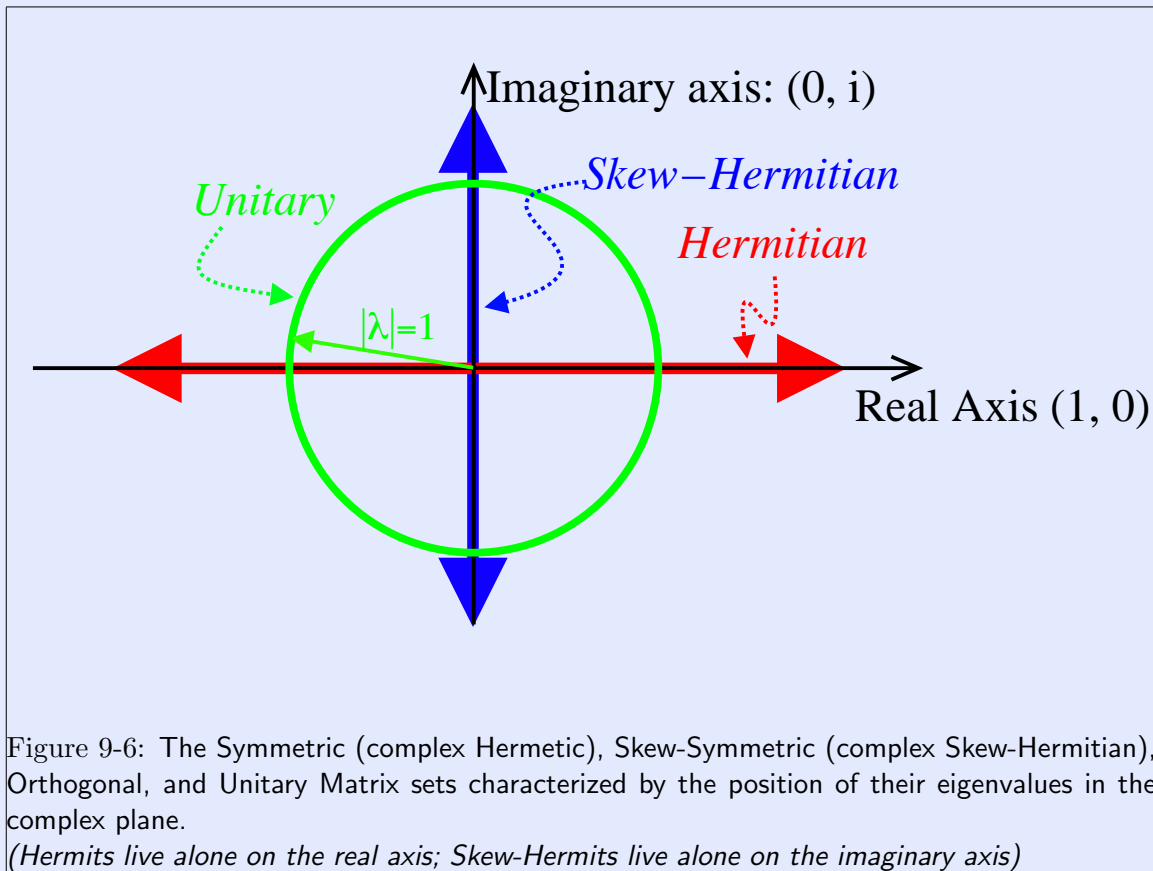 Imaginary axis: (0, i)
Skew–Hermitian
Unitary
Hermitian
|λ|=1
Real Axis (1, 0)
Figure 9-6: The Symmetric (complex Hermetic), Skew-Symmetric (complex Skew-Hermitian),
Orthogonal, and Unitary Matrix sets characterized by the position of their eigenvalues in the
complex plane.
(Hermits live alone on the real axis; Skew-Hermits live alone on the imaginary axis)